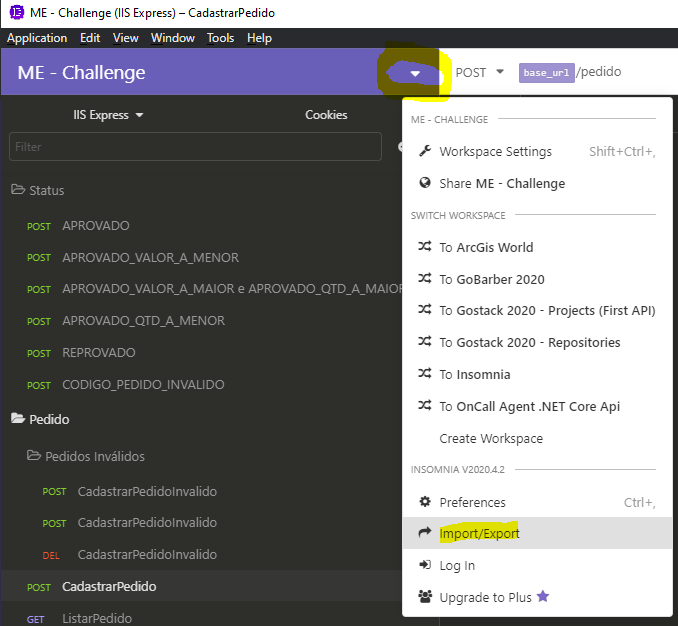 ME - Challenge (IIS Express) – CadastrarPedido
Application Edit View Window Tools Help
ME - Challenge
POST base_url/pedido
IIS Express Cookies
Filter
Status
POST APROVADO
POST APROVADO_VALOR_A_MENOR
POST APROVADO_VALOR_A_MAIOR e APROVADO_QTD_A_MAIOR
POST APROVADO_QTD_A_MENOR
POST REPROVADO
POST CODIGO_PEDIDO_INVALIDO
Pedido
Pedidos Inválidos
POST CadastrarPedidoInvalido
POST CadastrarPedidoInvalido
DEL CadastrarPedidoInvalido
POST CadastrarPedido
GET ListarPedido
ME - CHALLENGE
Workspace Settings Shift+Ctrl+,
Share ME - Challenge
SWITCH WORKSPACE
To ArcGis World
To GoBarber 2020
To Gostack 2020 - Projects (First API)
To Gostack 2020 - Repositories
To Insomnia
To OnCall Agent .NET Core Api
Create Workspace
INSOMNIA V2020.4.2
Preferences Ctrl+,
Import/Export
Log In
Upgrade to Plus